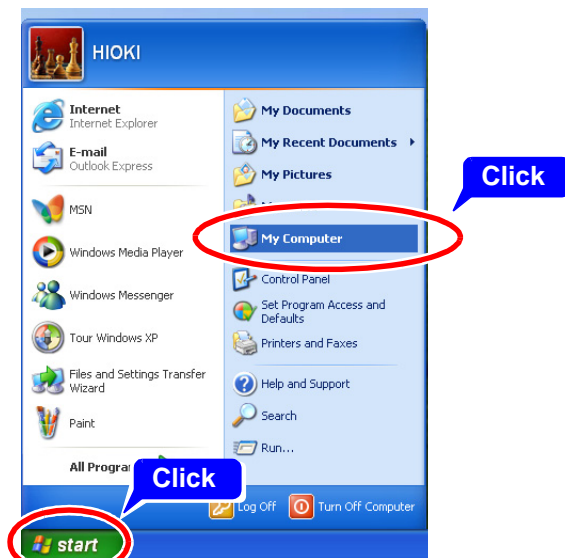 HIOKI
Internet
Internet Explorer
E-mail
Outlook Express
MSN
Windows Media Player
Windows Messenger
Tour Windows XP
Files and Settings Transfer
Wizard
Paint
All Progra
My Documents
My Recent Documents
My Pictures
My Computer
Control Panel
Set Program Access and
Defaults
Printers and Faxes
Help and Support
Search
Run...
Click
Click
Log Off
Turn Off Computer
start